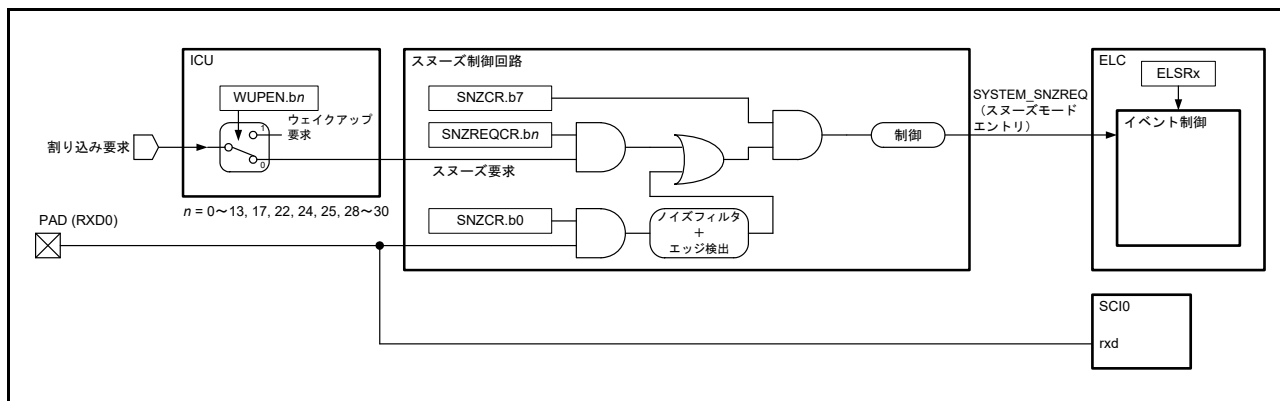 ICU
WUPEN.bn
ウェイクアップ
要求
1
0
割り込み要求
n = 0～13, 17, 22, 24, 25, 28～30
PAD (RXD0)
スヌーズ制御回路
SNZCR.b7
SNZREQCR.bn
スヌーズ要求
SNZCR.b0
ノイズフィルタ
＋
エッジ検出
制御
SYSTEM_SNZREQ
（スヌーズモード
エントリ）
ELC
ELSRx
イベント制御
SCI0
rxd